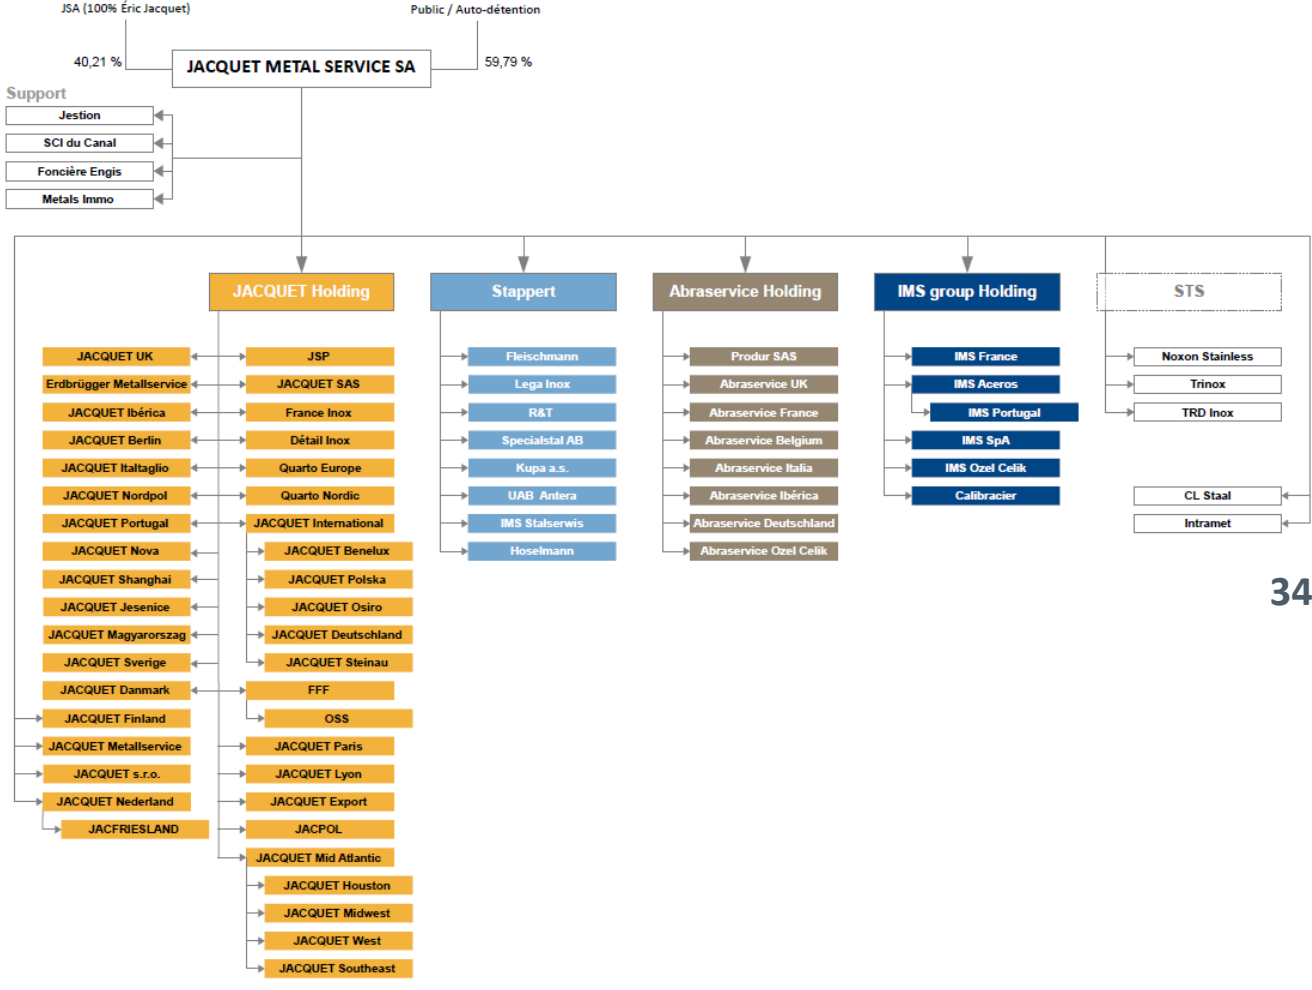 JSA (100% Éric Jacquet)
Public / Auto-détention
40,21 %
JACQUET METAL SERVICE SA
59,79 %
Support
Jestion
SCI du Canal
Foncière Engis
Metals Immo
JACQUET Holding
Stappert
Abraservice Holding
IMS group Holding
STS
JACQUET UK
Erdbrügger Metallservice
JACQUET Ibérica
JACQUET Berlin
JACQUET Italtaglio
JACQUET Nordpol
JACQUET Portugal
JACQUET Nova
JACQUET Shanghai
JACQUET Jesenice
JACQUET Magyarorszag
JACQUET Sverige
JACQUET Danmark
JACQUET Finland
JACQUET Metallservice
JACQUET s.r.o.
JACQUET Nederland
JACFRIESLAND
JSP
JACQUET SAS
France Inox
Détail Inox
Quarto Europe
Quarto Nordic
JACQUET International
JACQUET Benelux
JACQUET Polska
JACQUET Osiro
JACQUET Deutschland
JACQUET Steinau
FFF
OSS
JACQUET Paris
JACQUET Lyon
JACQUET Export
JACPOL
JACQUET Mid Atlantic
JACQUET Houston
JACQUET Midwest
JACQUET West
JACQUET Southeast
Fleischmann
Lega Inox
R&T
Specialstal AB
Kupa a.s.
UAB Antera
IMS Stalserwis
Hoselmann
Produr SAS
Abraservice UK
Abraservice France
Abraservice Belgium
Abraservice Italia
Abraservice Ibérica
Abraservice Deutschland
Abraservice Ozel Celik
IMS France
IMS Aceros
IMS Portugal
IMS SpA
IMS Ozel Celik
Calibracier
Noxon Stainless
Trinox
TRD Inox
CL Staal
Intramet
34